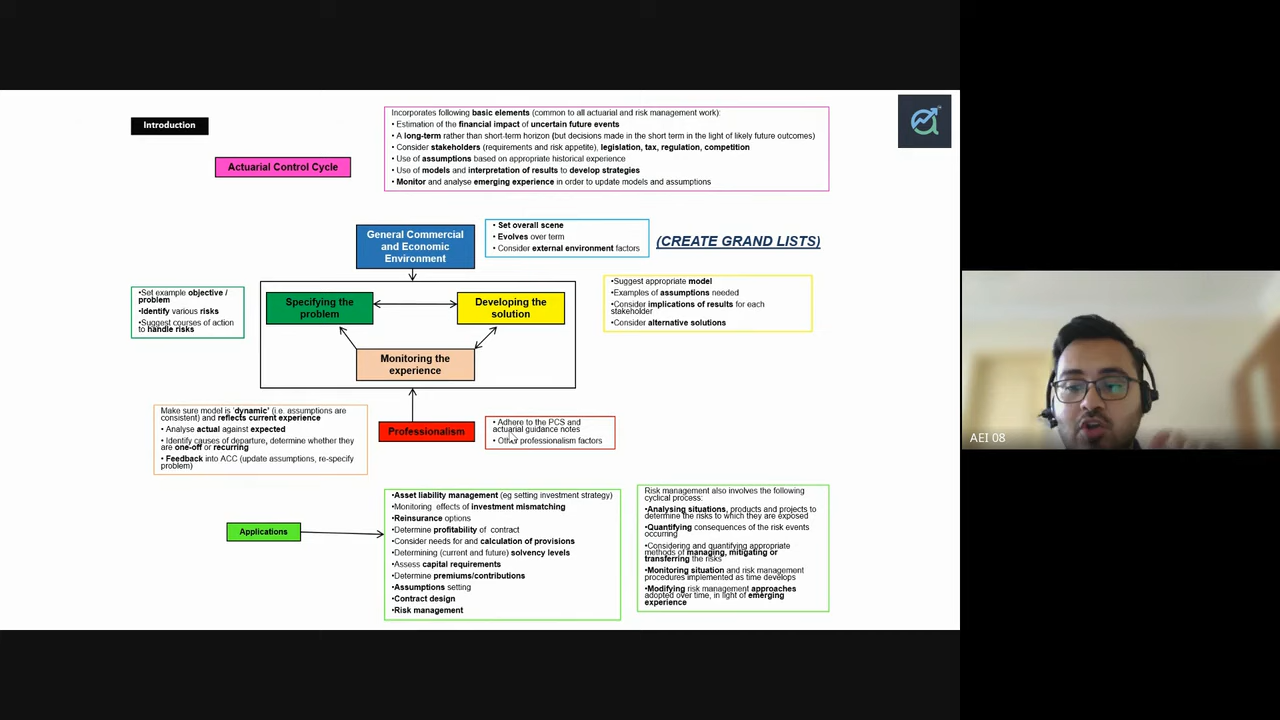 Introduction
Actuarial Control Cycle
Incorporates following basic elements (common to all actuarial and risk management work):
• Estimation of the financial impact of uncertain future events
• A long-term rather than short-term horizon (but decisions made in the short term in the light of likely future outcomes)
• Consider stakeholders (requirements and risk appetite), legislation, tax, regulation, competition
• Use of assumptions based on appropriate historical experience
• Use of models and interpretation of results to develop strategies
• Monitor and analyse emerging experience in order to update models and assumptions
General Commercial
and Economic
Environment
• Set overall scene
• Evolves over term
• Consider external environment factors
(CREATE GRAND LISTS)
•Set example objective /
problem
•Identify various risks
•Suggest courses of action
to handle risks
Specifying the
problem
Developing the
solution
•Suggest appropriate model
•Examples of assumptions needed
•Consider implications of results for each
stakeholder
•Consider alternative solutions
Monitoring the
experience
Make sure model is 'dynamic' (i.e. assumptions are
consistent) and reflects current experience
• Analyse actual against expected
• Identify causes of departure, determine whether they
are one-off or recurring
• Feedback into ACC (update assumptions, re-specify
problem)
Professionalism
• Adhere to the PCS and
actuarial guidance notes
• Other professionalism factors
Applications
•Asset liability management (eg setting investment strategy)
•Monitoring effects of investment mismatching
•Reinsurance options
•Determine profitability of contract
•Consider needs for and calculation of provisions
•Determining (current and future) solvency levels
•Assess capital requirements
•Determine premiums/contributions
•Assumptions setting
•Contract design
•Risk management
Risk management also involves the following
cyclical process:
•Analysing situations, products and projects to
determine the risks to which they are exposed
•Quantifying consequences of the risk events
occurring
•Considering and quantifying appropriate
methods of managing, mitigating or
transferring the risks
•Monitoring situation and risk management
procedures implemented as time develops
•Modifying risk management approaches
adopted over time, in light of emerging
experience
AEI 08